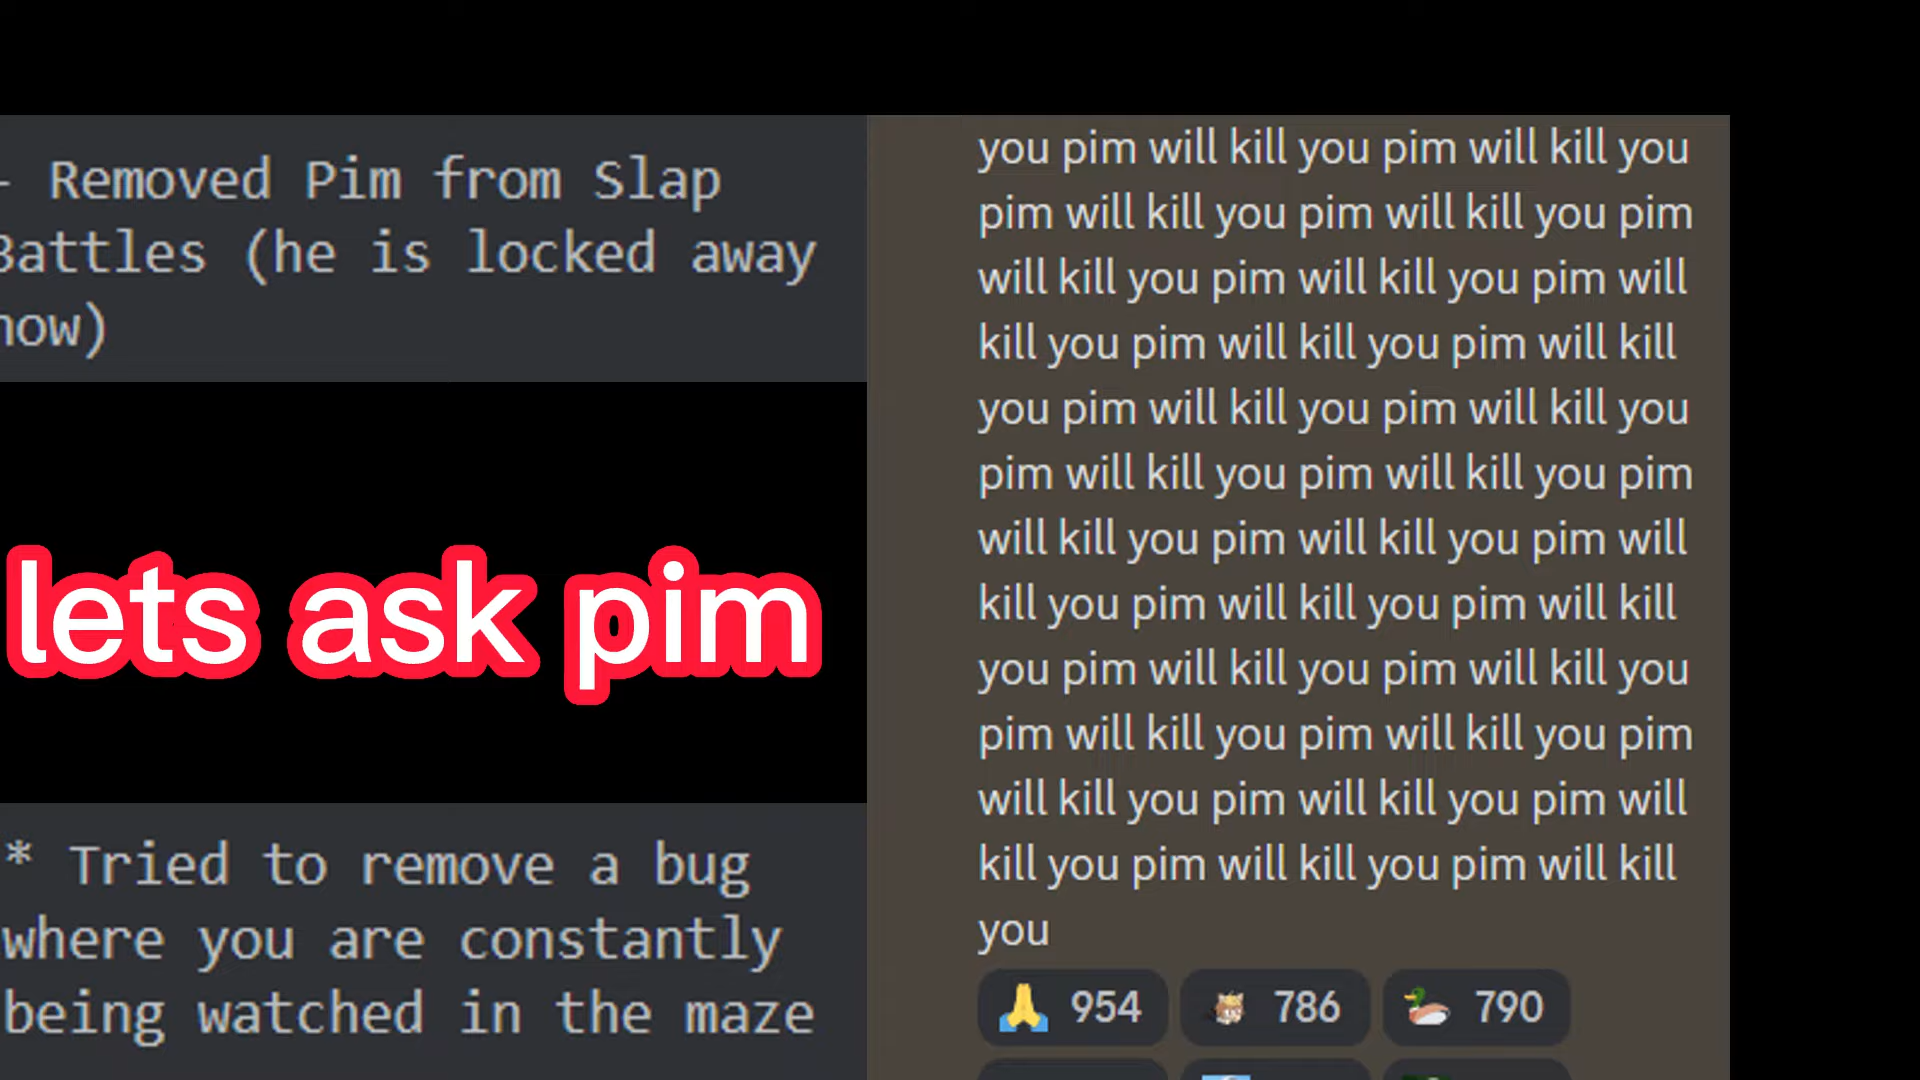 - Removed Pim from Slap
Battles (he is locked away
now)
lets ask pim
* Tried to remove a bug
where you are constantly
being watched in the maze
you pim will kill you pim will kill you
pim will kill you pim will kill you pim
will kill you pim will kill you pim will
kill you pim will kill you pim will kill
you pim will kill you pim will kill you
pim will kill you pim will kill you pim
will kill you pim will kill you pim will
kill you pim will kill you pim will kill
you pim will kill you pim will kill you
pim will kill you pim will kill you pim
will kill you pim will kill you pim will
kill you pim will kill you pim will kill
you
954 786 790